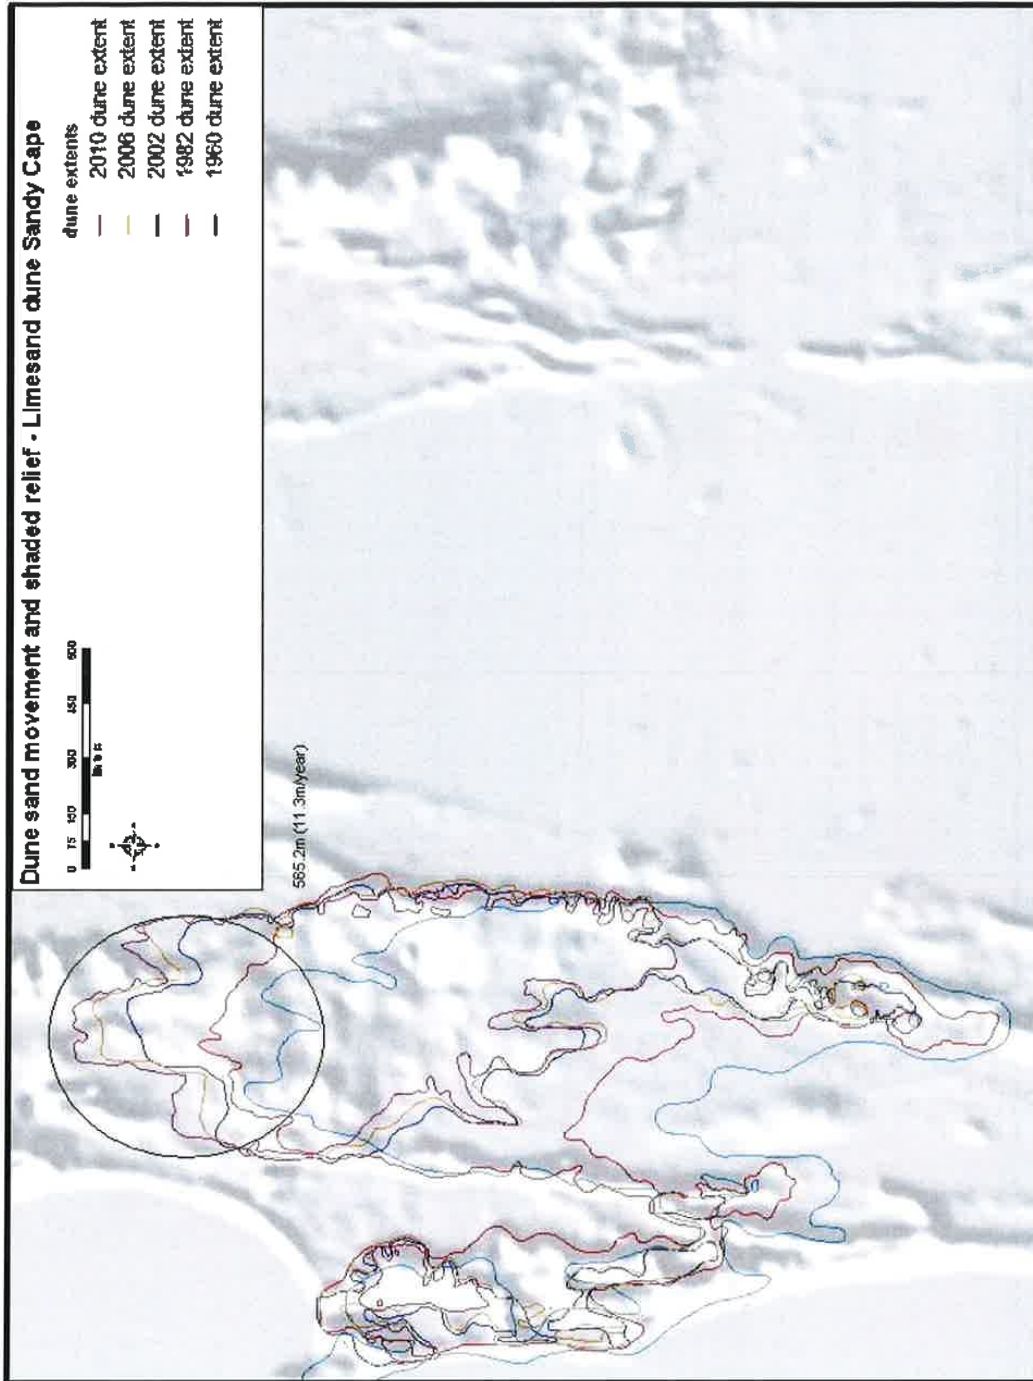 Dune sand movement and shaded relief - Limesand dune Sandy Cape
0 75 150 300 450 600
dune extents
2010 dune extent
2006 dune extent
2002 dune extent
1982 dune extent
1960 dune extent
585.2m (11.3m/year)